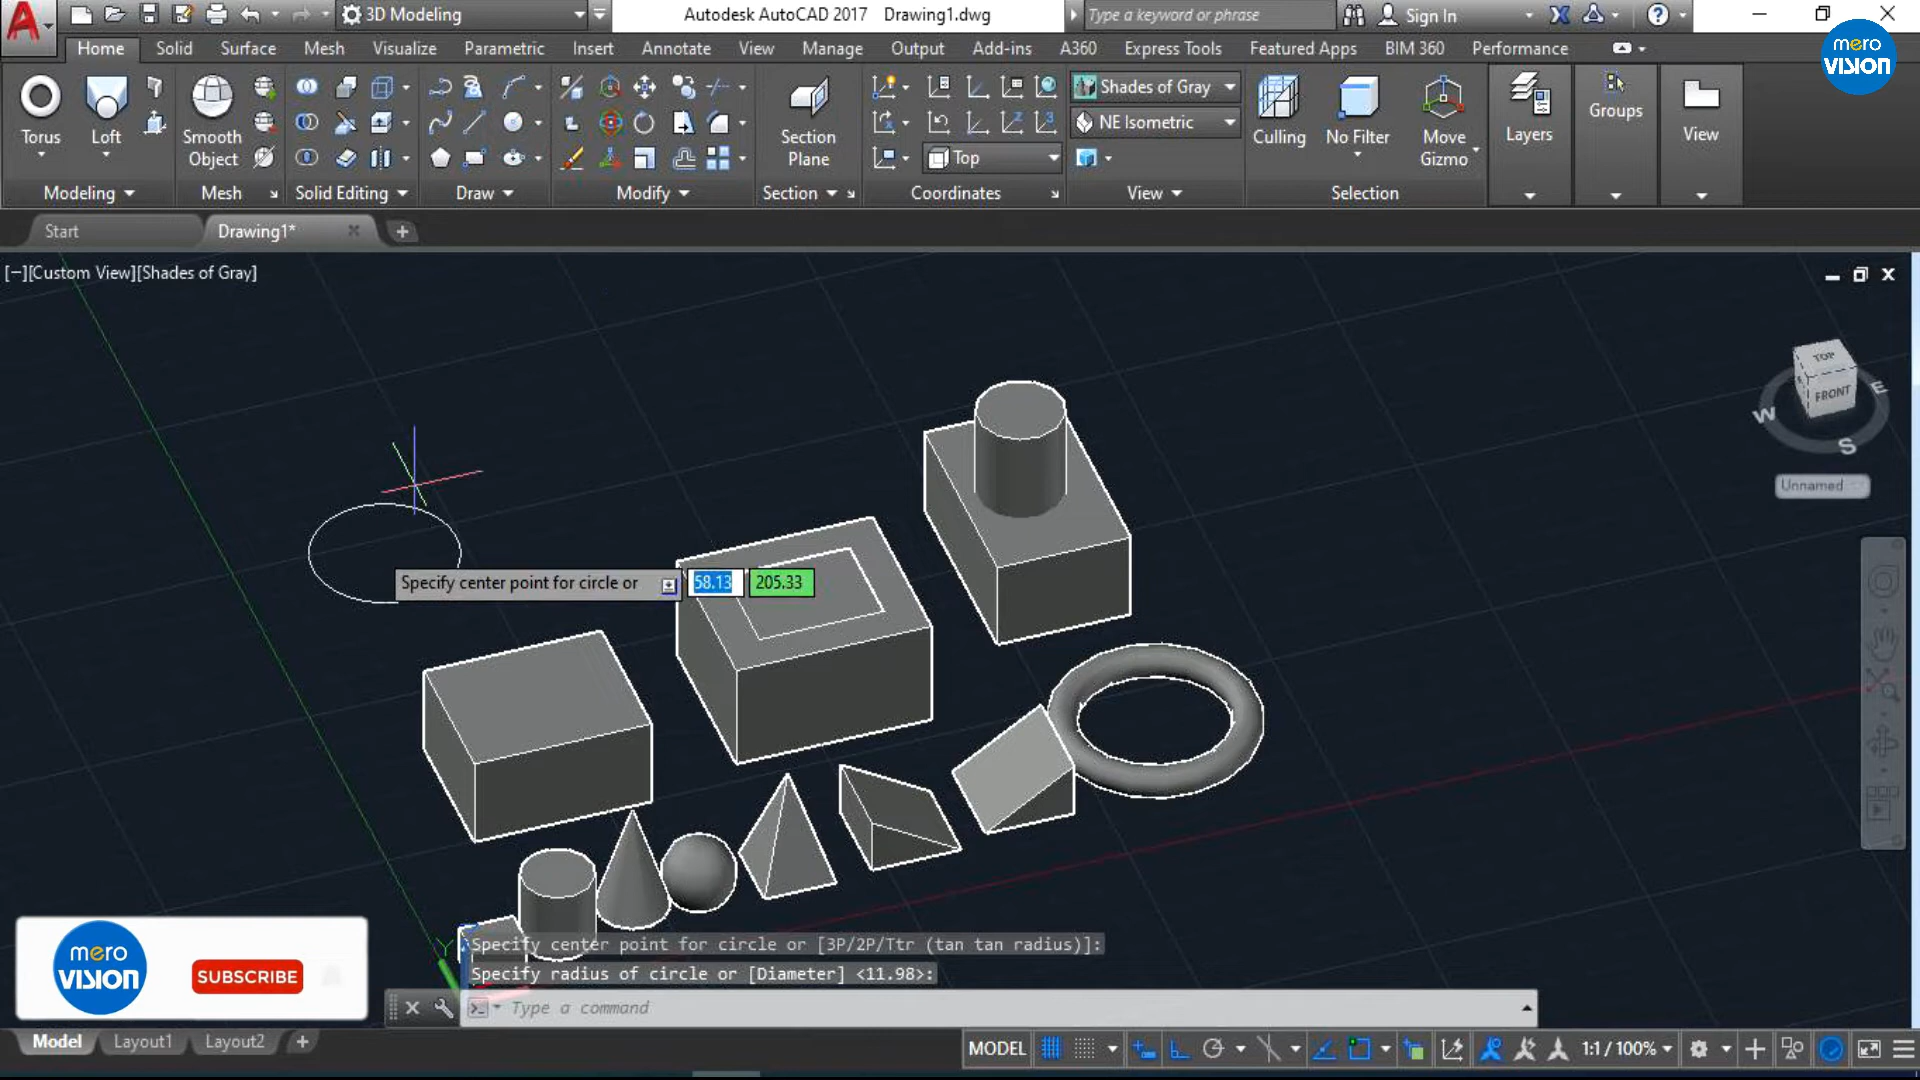 3D Modeling
Autodesk AutoCAD 2017 Drawing1.dwg
Type a keyword or phrase
Sign In
Home Solid Surface Mesh Visualize Parametric Insert Annotate View Manage Output Add-ins A360 Express Tools Featured Apps BIM 360 Performance
mero
VISION
Torus
Loft
Smooth
Object
Section
Plane
Shades of Gray
NE Isometric
Top
Culling
No Filter
Move
Gizmo
Layers
Groups
View
Modeling Mesh Solid Editing Draw Modify Section Coordinates View Selection
Start Drawing1*
[−][Custom View][Shades of Gray]
TOP
FRONT
W
S
E
Unnamed
Specify center point for circle or 58.13 205.33
Y
Specify center point for circle or [3P/2P/Ttr (tan tan radius)]:
Specify radius of circle or [Diameter] <11.98>:
Type a command
mero
VISION
SUBSCRIBE
Model Layout1 Layout2
MODEL 1:1 / 100%